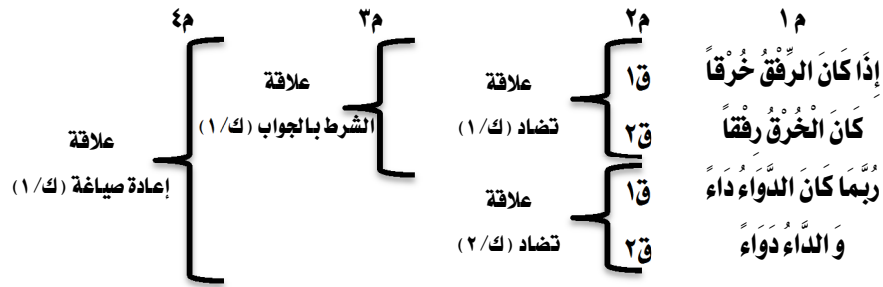 م١ م٢ م٣ م٤
إِذَا كَانَ الرِّفْقُ خُرْقاً ق١ علاقة علاقة
كَانَ الْخُرْقُ رِفْقاً ق٢ تضاد (ك/١) الشرط بالجواب (ك/١) علاقة
رُبَّمَا كَانَ الدَّوَاءُ دَاءً ق١ علاقة إعادة صياغة (ك/١)
وَ الدَّاءُ دَوَاءً ق٢ تضاد (ك/٢)